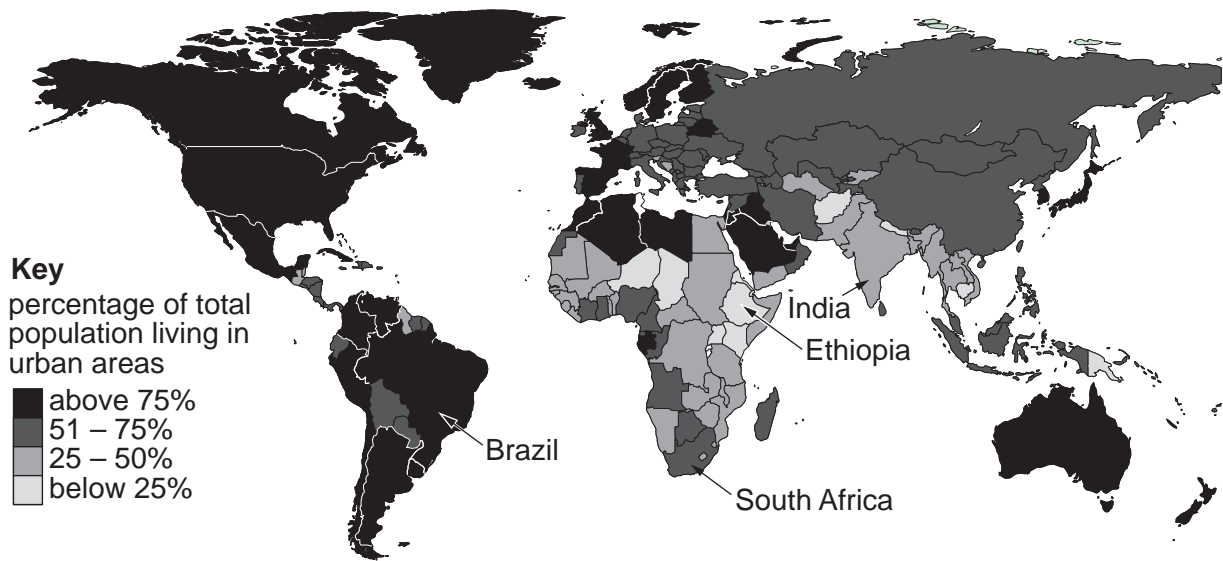 Key
percentage of total
population living in
urban areas
above 75%
51 – 75%
25 – 50%
below 25%
India
Ethiopia
Brazil
South Africa